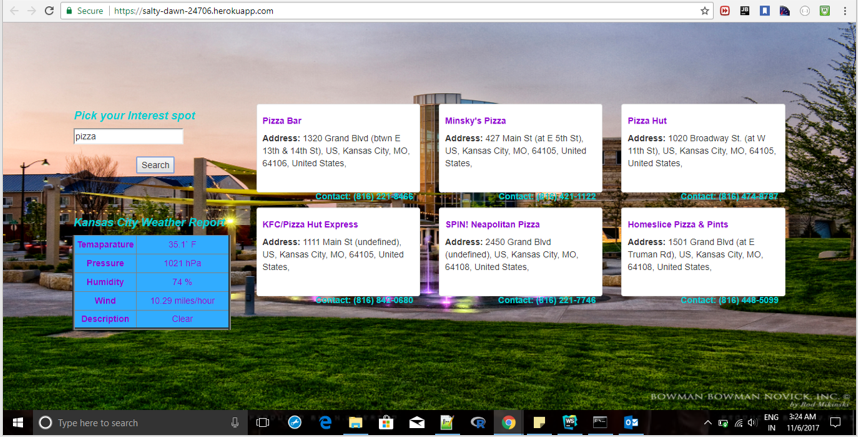 Secure https://salty-dawn-24706.herokuapp.com
JB
Pick your Interest spot
pizza
Search
Kansas City Weather Report
Temaparature 35.1° F
Pressure 1021 hPa
Humidity 74 %
Wind 10.29 miles/hour
Description Clear
Pizza Bar
Address: 1320 Grand Blvd (btwn E
13th & 14th St), US, Kansas City, MO,
64106, United States,
Contact: (816) 221-8466
Minsky's Pizza
Address: 427 Main St (at E 5th St),
US, Kansas City, MO, 64105, United
States,
Contact: (816) 421-1122
Pizza Hut
Address: 1020 Broadway St. (at W
11th St), US, Kansas City, MO, 64105,
United States,
Contact: (816) 474-8787
KFC/Pizza Hut Express
Address: 1111 Main St (undefined),
US, Kansas City, MO, 64105, United
States,
Contact: (816) 842-0680
SPIN! Neapolitan Pizza
Address: 2450 Grand Blvd
(undefined), US, Kansas City, MO,
64108, United States,
Contact: (816) 221-7746
Homeslice Pizza & Pints
Address: 1501 Grand Blvd (at E
Truman Rd), US, Kansas City, MO,
64108, United States,
Contact: (816) 448-5099
BOWMAN BOWMAN NOVICK, INC. ©
Type here to search
ENG
IN
3:24 AM
11/6/2017